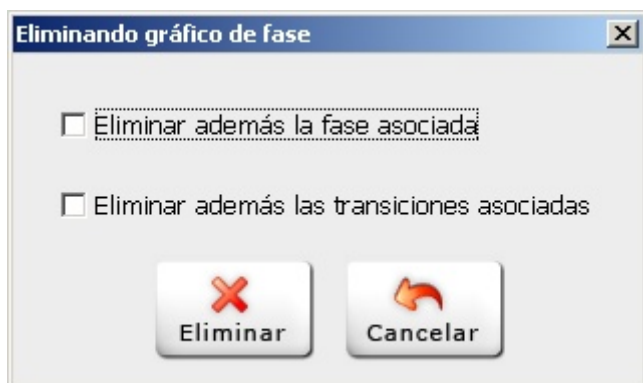 Eliminando gráfico de fase
Eliminar además la fase asociada
Eliminar además las transiciones asociadas
Eliminar
Cancelar